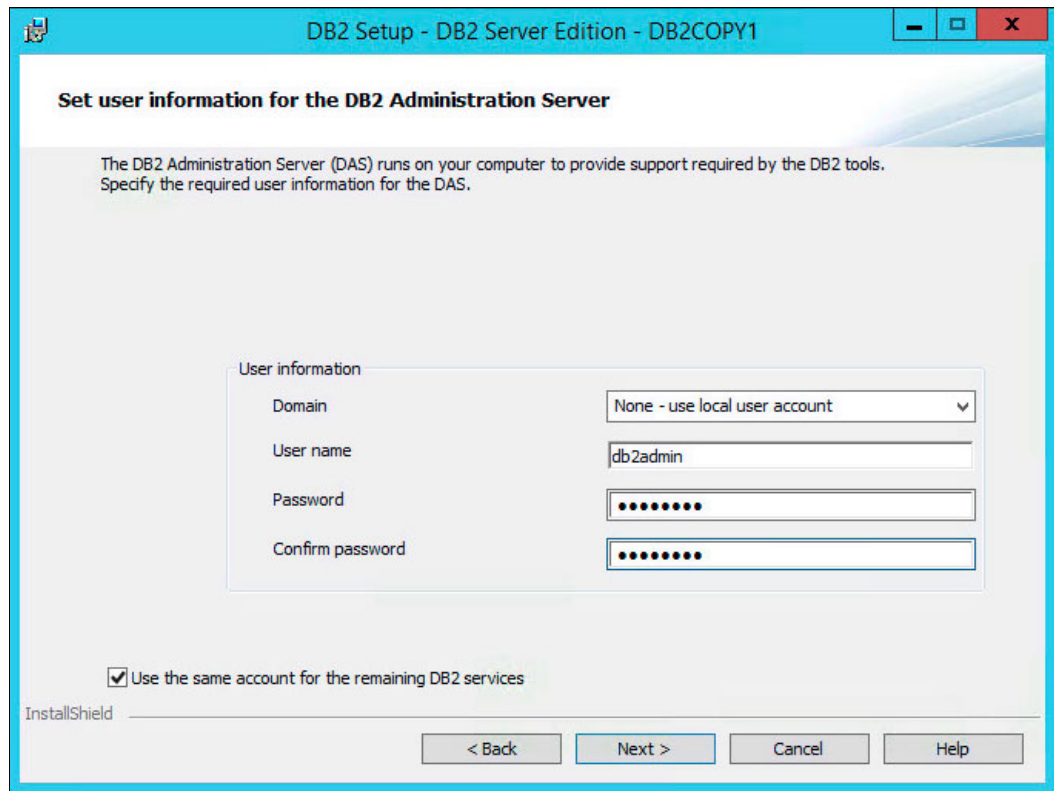 DB2 Setup - DB2 Server Edition - DB2COPY1
Set user information for the DB2 Administration Server
The DB2 Administration Server (DAS) runs on your computer to provide support required by the DB2 tools.
Specify the required user information for the DAS.
User information
Domain None - use local user account
User name db2admin
Password ●●●●●●●●
Confirm password ●●●●●●●●
Use the same account for the remaining DB2 services
InstallShield
< Back Next > Cancel Help